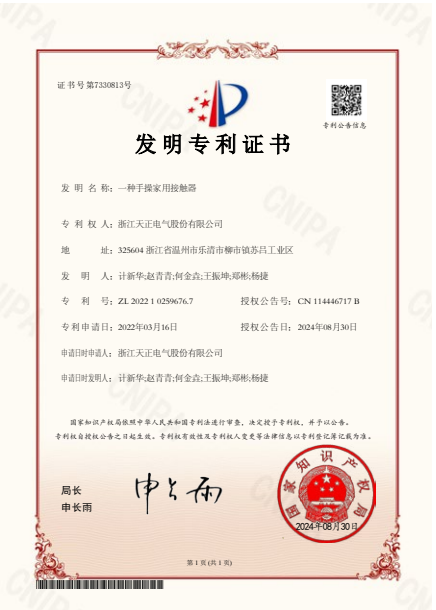 证书号第7330813号
专利公告信息
发明专利证书
发明名称：一种手操家用接触器
专利权人：浙江天正电气股份有限公司
地址：325604 浙江省温州市乐清市柳市镇苏吕工业区
发明人：计新华;赵青青;何金垚;王振坤;郑彬;杨捷
专利号：ZL 2022 1 0259676.7 授权公告号：CN 114446717 B
专利申请日：2022年03月16日 授权公告日：2024年08月30日
申请日时申请人：浙江天正电气股份有限公司
申请日时发明人：计新华;赵青青;何金垚;王振坤;郑彬;杨捷
国家知识产权局依照中华人民共和国专利法进行审查，决定授予专利权，并予以公告。
专利权自授权公告之日起生效。专利权有效性及专利权人变更等法律信息以专利登记簿记载为准。
局长
申长雨
申长雨
国家知识产权局
2024年08月30日
第 1 页 (共 1 页)
CNIPA